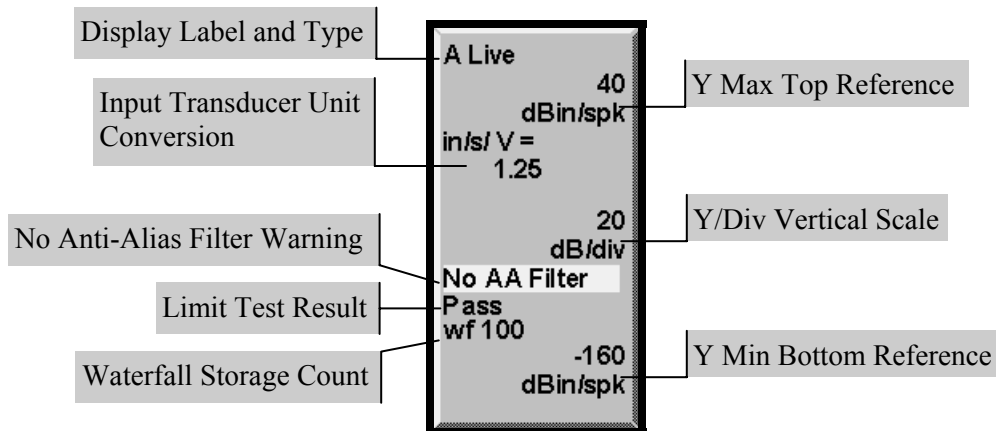 Display Label and Type
Input Transducer Unit
Conversion
No Anti-Alias Filter Warning
Limit Test Result
Waterfall Storage Count
A Live
40
dBin/spk
in/s/ V =
1.25
20
dB/div
No AA Filter
Pass
wf 100
-160
dBin/spk
Y Max Top Reference
Y/Div Vertical Scale
Y Min Bottom Reference